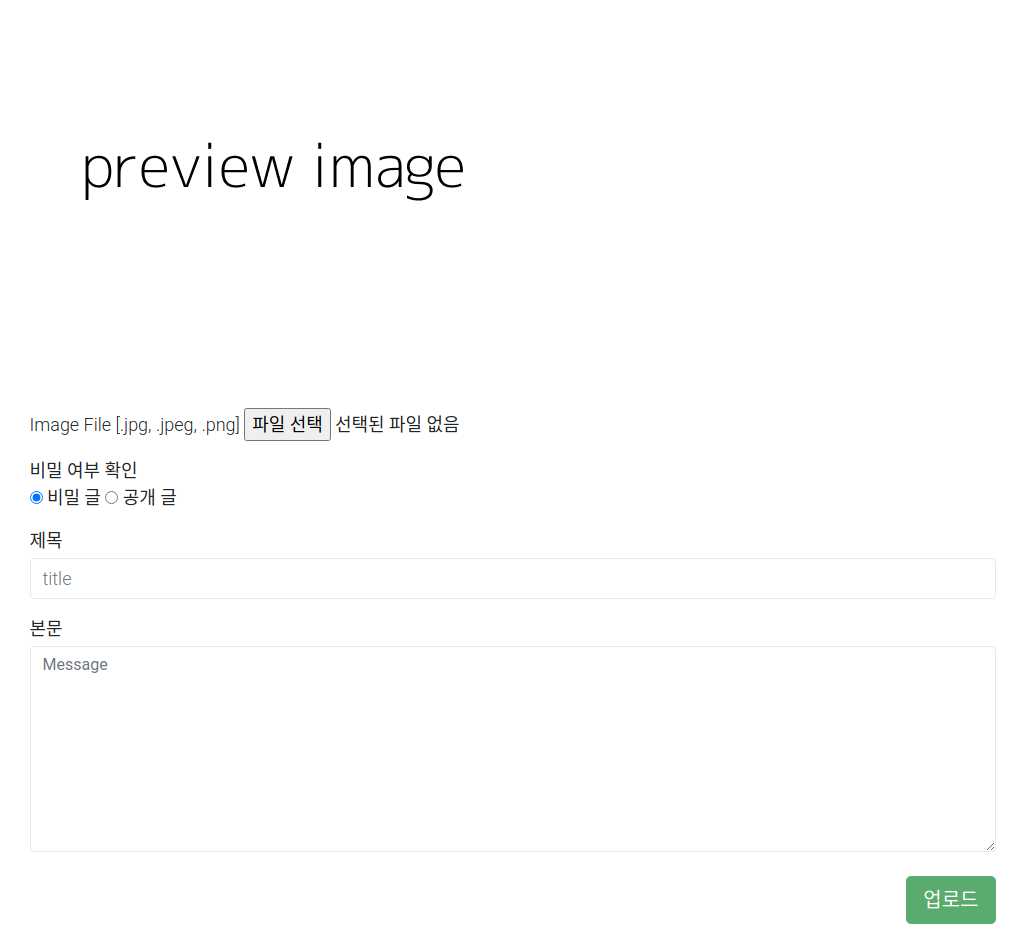 preview image
Image File [.jpg, .jpeg, .png] 파일 선택 선택된 파일 없음
비밀 여부 확인
비밀 글 공개 글
제목
title
본문
Message
업로드